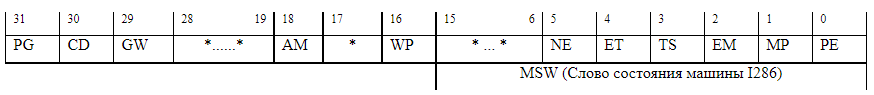 31 30 29 28 19 18 17 16 15 6 5 4 3 2 1 0
PG CD GW *......* AM * WP * ... * NE ET TS EM MP PE
MSW (Слово состояния машины I286)